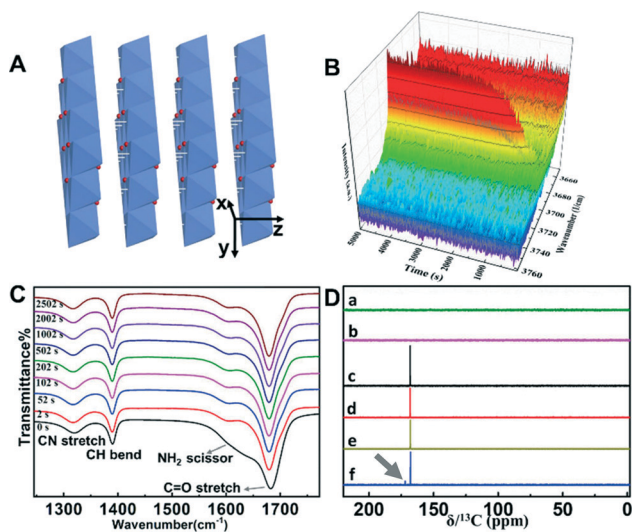 A
x
y
z
B
Intensity (a.u.)
5000
4000
3000
2000
1000
Time (s)
3660
3680
3700
3720
3740
3760
Wavenumber (1/cm)
C
Transmittance%
2502 s
2002 s
1002 s
502 s
202 s
102 s
52 s
2 s
0 s
CN stretch
CH bend
NH2 scissor
C=O stretch
1300
1400
1500
1600
1700
Wavenumber(cm-1)
D
a
b
c
d
e
f
200
150
100
50
0
δ/13C (ppm)